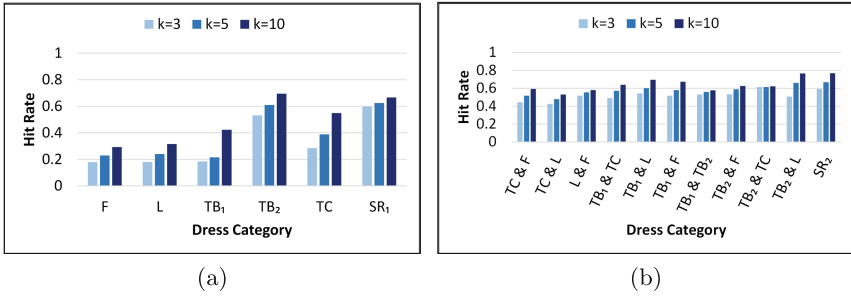 k=3 k=5 k=10
1
0.8
0.6
0.4
0.2
0
Hit Rate
F L TB₁ TB₂ TC SR₁
Dress Category
(a)
k=3 k=5 k=10
1
0.8
0.6
0.4
0.2
0
Hit Rate
TC & F
TC & L
L & F
TB₁ & TC
TB₁ & L
TB₁ & F
TB₁ & TB₂
TB₂ & F
TB₂ & TC
TB₂ & L
SR₂
Dress Category
(b)